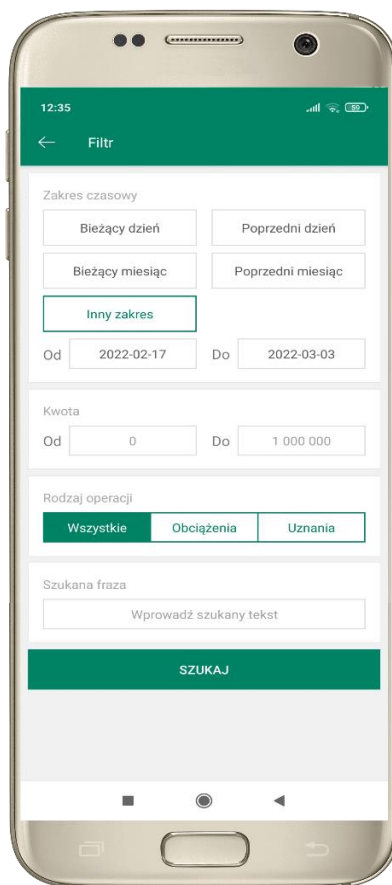 12:35 59
Filtr
Zakres czasowy
Bieżący dzień Poprzedni dzień
Bieżący miesiąc Poprzedni miesiąc
Inny zakres
Od 2022-02-17 Do 2022-03-03
Kwota
Od 0 Do 1 000 000
Rodzaj operacji
Wszystkie Obciążenia Uznania
Szukana fraza
Wprowadź szukany tekst
SZUKAJ